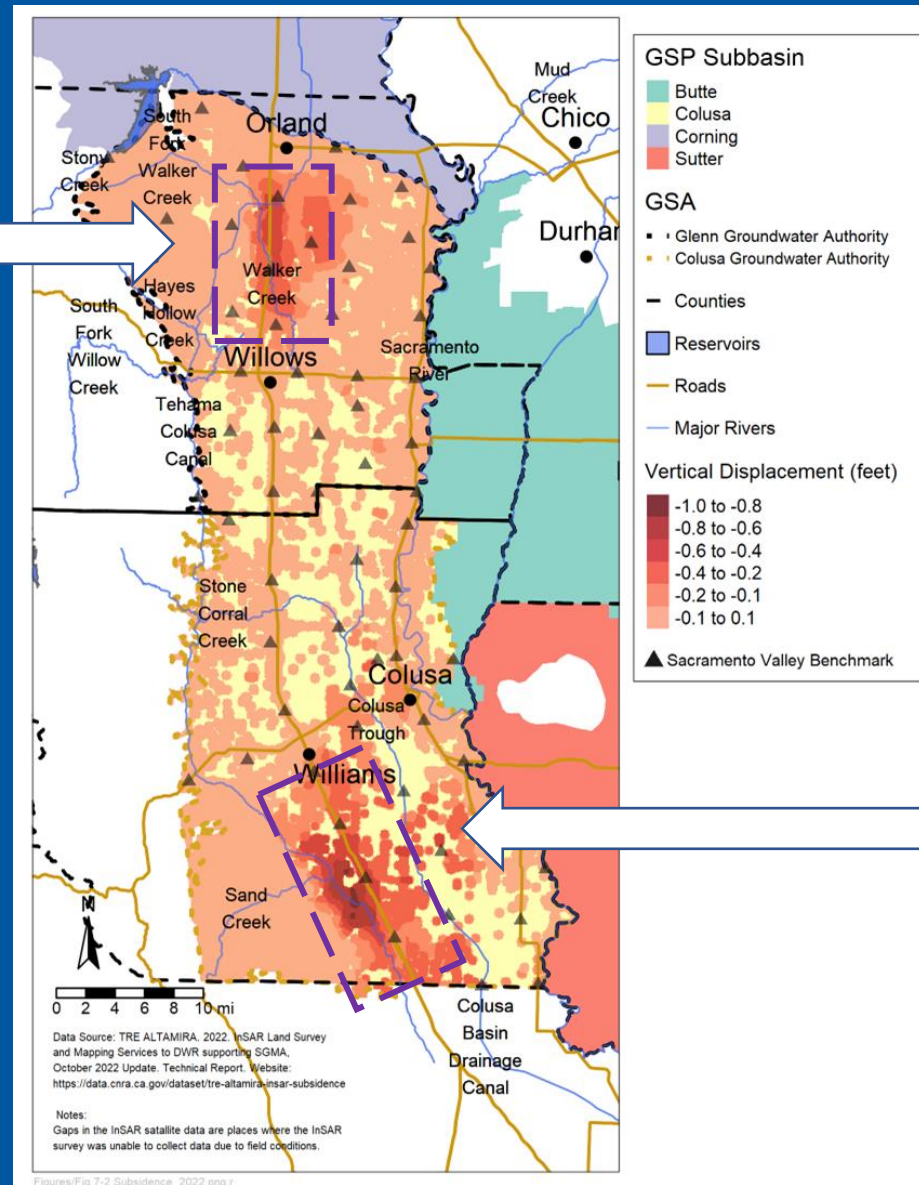 Mud
Creek
Chico
South
Fork
Walker
Creek
Orland
Stony
Creek
Durhar
Walker
Creek
Hayes
Hollow
Creek
South
Fork
Willow
Creek
Willows
Sacramento
River
Tehama
Colusa
Canal
Stone
Corral
Creek
Colusa
Colusa
Trough
Williams
Sand
Creek
N
0 2 4 6 8 10 mi
Colusa
Basin
Drainage
Canal
Data Source: TRE ALTAMIRA, 2022. InSAR Land Survey
and Mapping Services to DWR supporting SGMA,
October 2022 Update. Technical Report. Website:
https://data.cnra.ca.gov/dataset/tre-altamira-insar-subsidence
Notes:
Gaps in the InSAR satallite data are places where the InSAR
survey was unable to collect data due to field conditions.
Figures/Fig 7-2 Subsidence_2022.png.r
GSP Subbasin
Butte
Colusa
Corning
Sutter
GSA
Glenn Groundwater Authority
Colusa Groundwater Authority
Counties
Reservoirs
Roads
Major Rivers
Vertical Displacement (feet)
-1.0 to -0.8
-0.8 to -0.6
-0.6 to -0.4
-0.4 to -0.2
-0.2 to -0.1
-0.1 to 0.1
Sacramento Valley Benchmark